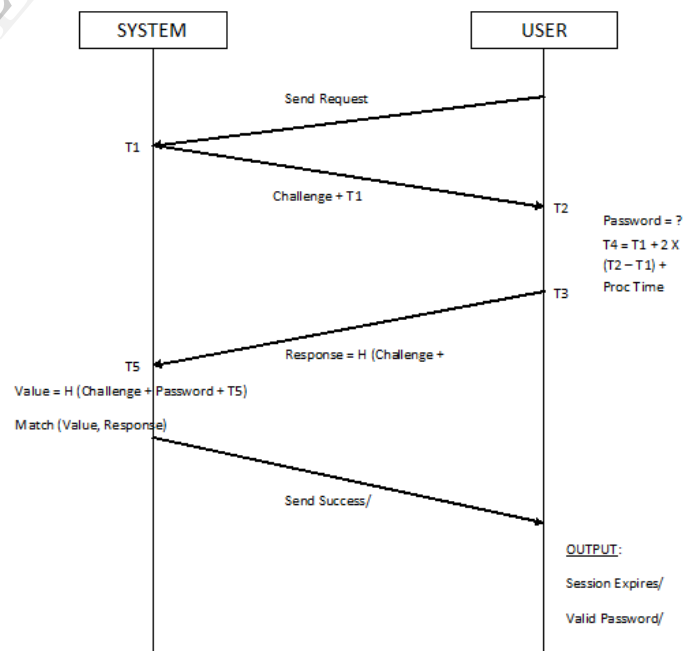 SYSTEM
USER
Send Request
T1
Challenge + T1
T2
Password = ?
T4 = T1 + 2 X
(T2 – T1) +
Proc Time
T3
Response = H (Challenge +
T5
Value = H (Challenge + Password + T5)
Match (Value, Response)
Send Success/
OUTPUT:
Session Expires/
Valid Password/